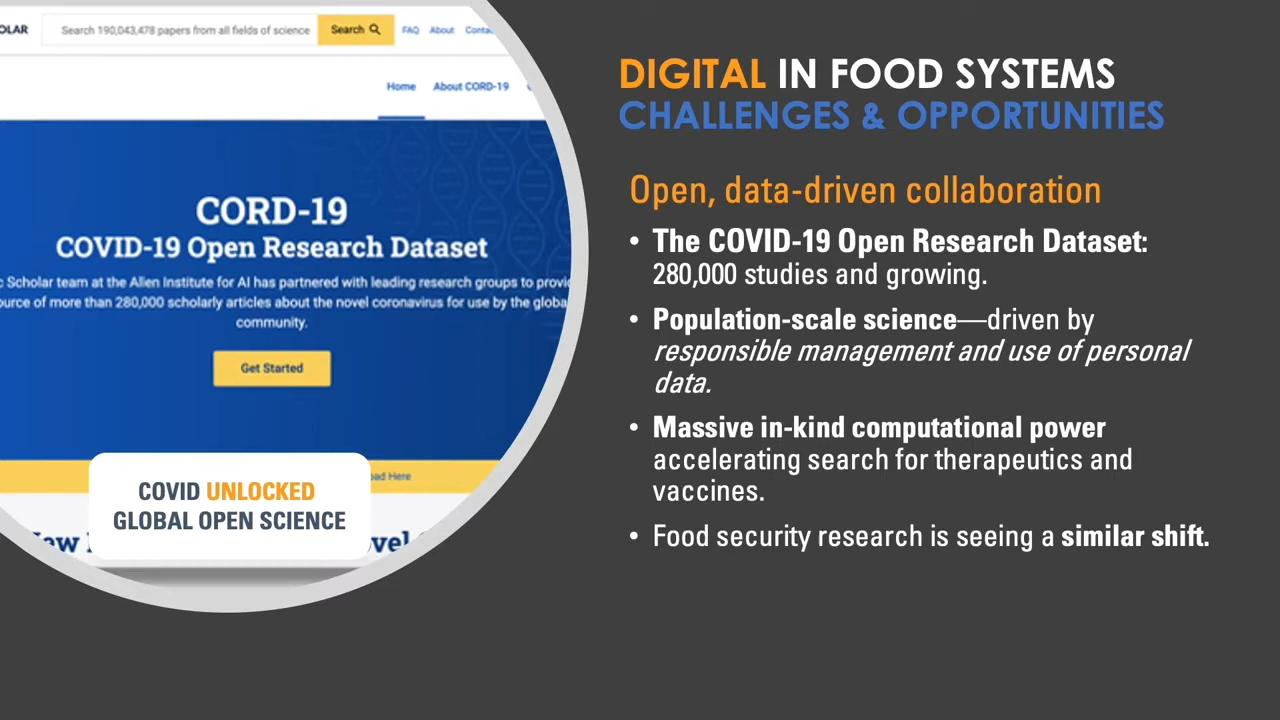 OLAR
Search 190,043,478 papers from all fields of science
Search
FAQ About
Home About CORD-19
CORD-19
COVID-19 Open Research Dataset
c Scholar team at the Allen Institute for AI has partnered with leading research groups to provi
ource of more than 280,000 scholarly articles about the novel coronavirus for use by the globa
community.
Get Started
oad Here
COVID UNLOCKED
GLOBAL OPEN SCIENCE
DIGITAL IN FOOD SYSTEMS
CHALLENGES & OPPORTUNITIES
Open, data-driven collaboration
• The COVID-19 Open Research Dataset:
280,000 studies and growing.
• Population-scale science—driven by
responsible management and use of personal
data.
• Massive in-kind computational power
accelerating search for therapeutics and
vaccines.
• Food security research is seeing a similar shift.